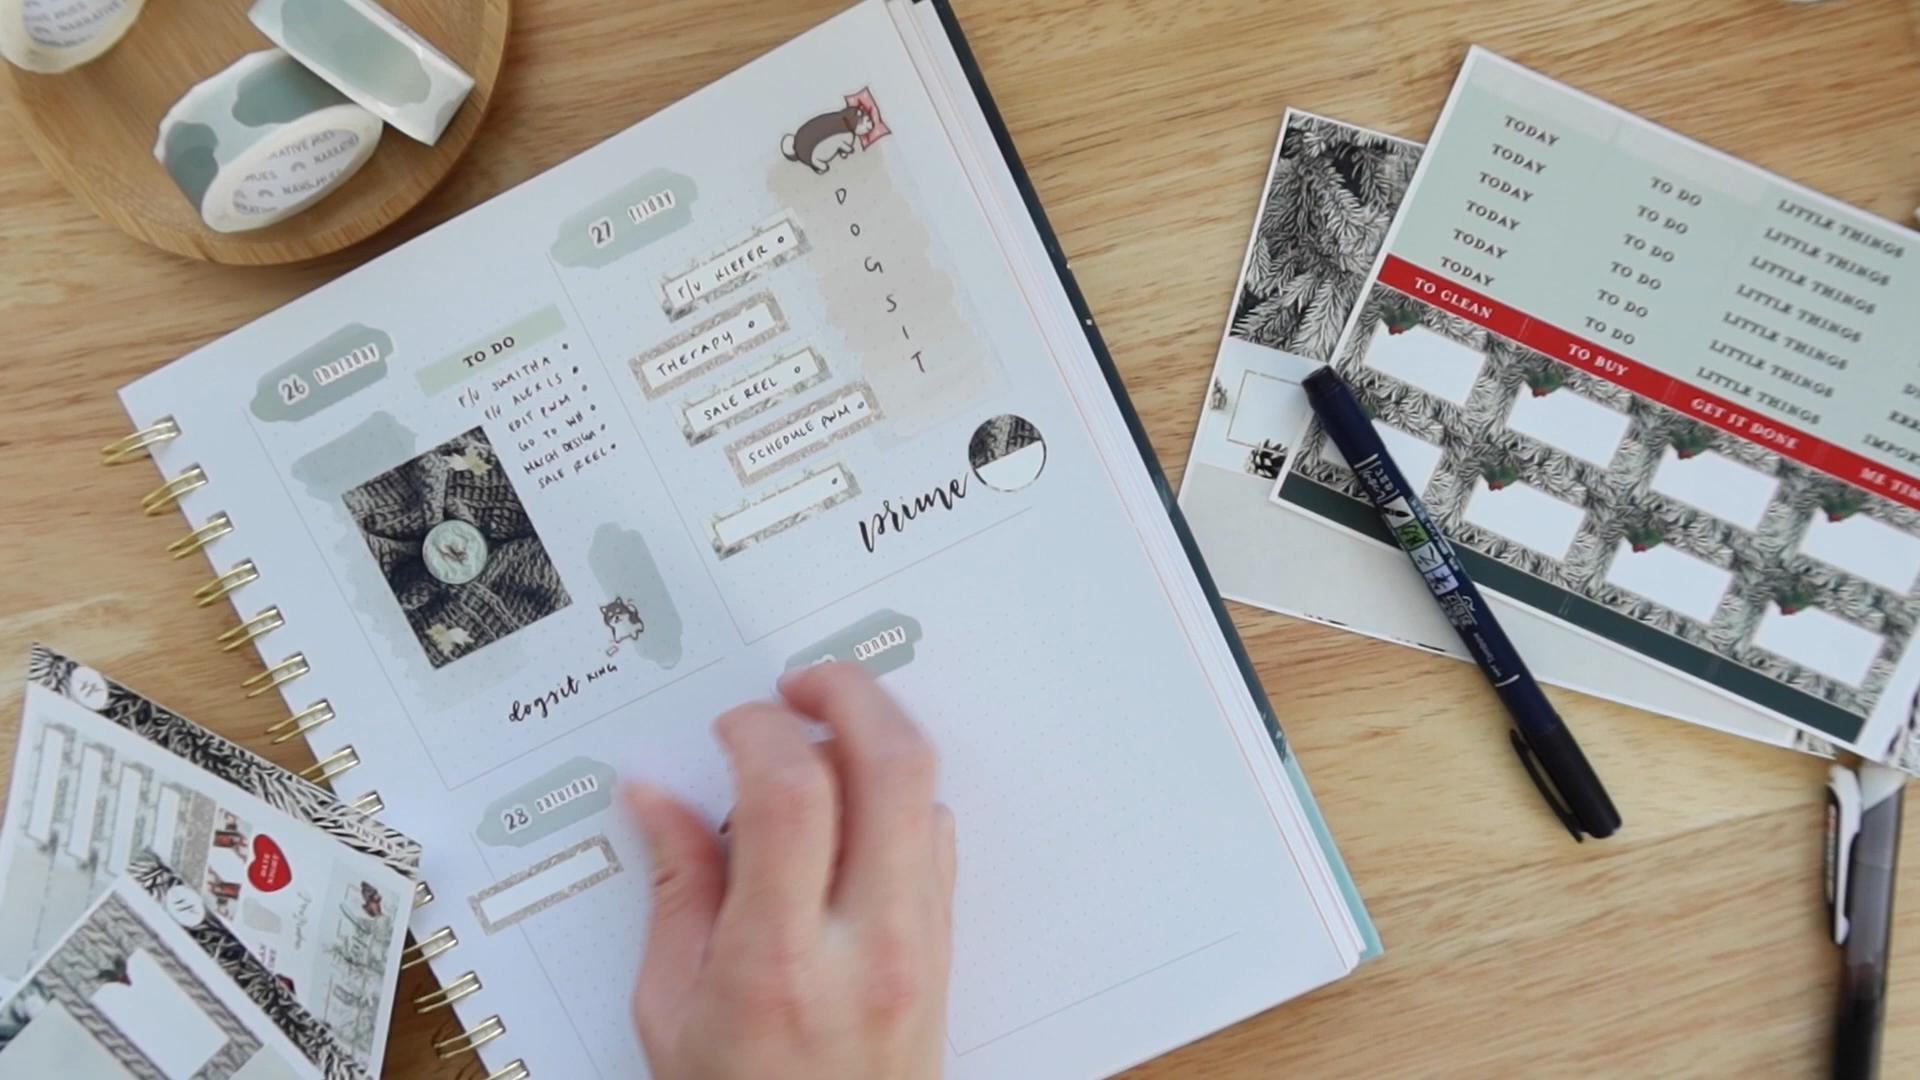 27 friday
D
O
G
S
I
T
r/v KIEFER
THERAPY
SALE REEL
SCHEDULE PWM
prime
26 thursday
TO DO
r/v SMITHA
r/v ALEXIS
EDIT PWM
GO TO WH
MARCH DESIGN
SALE REEL
dogsit KING
sunday
28 saturday
TODAY
TODAY
TODAY
TODAY
TODAY
TODAY
TO DO
TO DO
TO DO
TO DO
TO DO
TO DO
LITTLE THINGS
LITTLE THINGS
LITTLE THINGS
LITTLE THINGS
LITTLE THINGS
LITTLE THINGS
LITTLE THINGS
TO CLEAN
TO BUY
GET IT DONE
NARRATIVE HUES